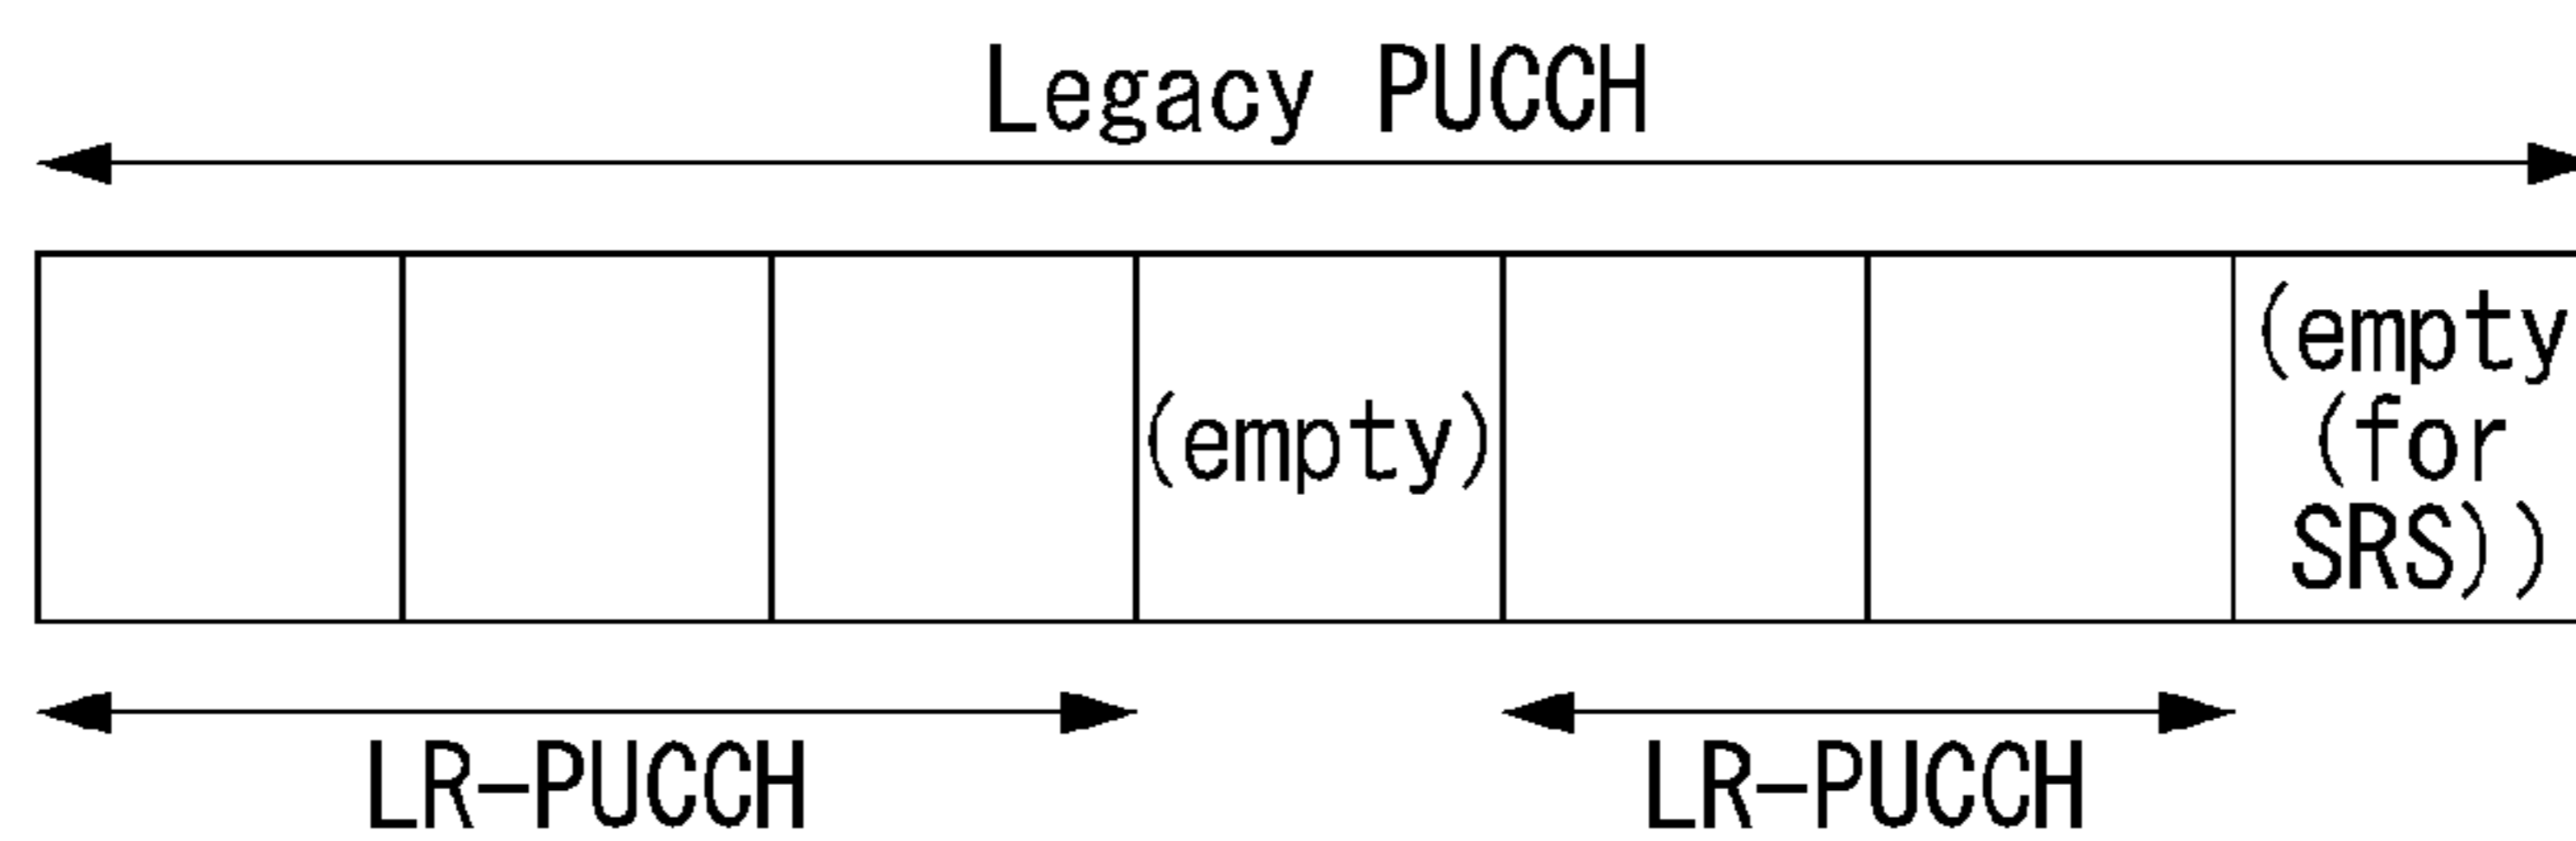 Legacy PUCCH
(empty)
(empty
(for
SRS))
LR-PUCCH
LR-PUCCH